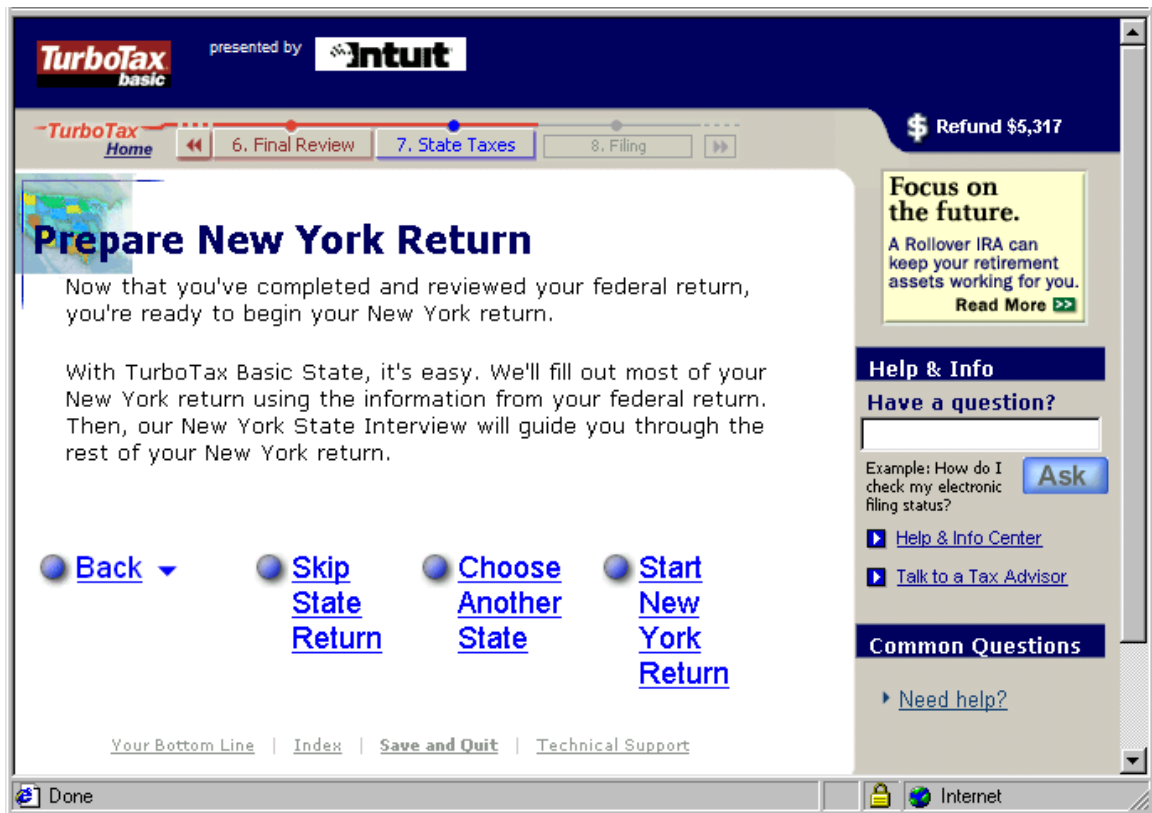 TurboTax
basic
presented by
Intuit
TurboTax
Home
6. Final Review
7. State Taxes
8. Filing
$ Refund $5,317
Prepare New York Return
Now that you've completed and reviewed your federal return,
you're ready to begin your New York return.
With TurboTax Basic State, it's easy. We'll fill out most of your
New York return using the information from your federal return.
Then, our New York State Interview will guide you through the
rest of your New York return.
Back
Skip
State
Return
Choose
Another
State
Start
New
York
Return
Your Bottom Line | Index | Save and Quit | Technical Support
Focus on
the future.
A Rollover IRA can
keep your retirement
assets working for you.
Read More
Help & Info
Have a question?
Example: How do I
check my electronic
filing status?
Ask
Help & Info Center
Talk to a Tax Advisor
Common Questions
Need help?
Done
Internet